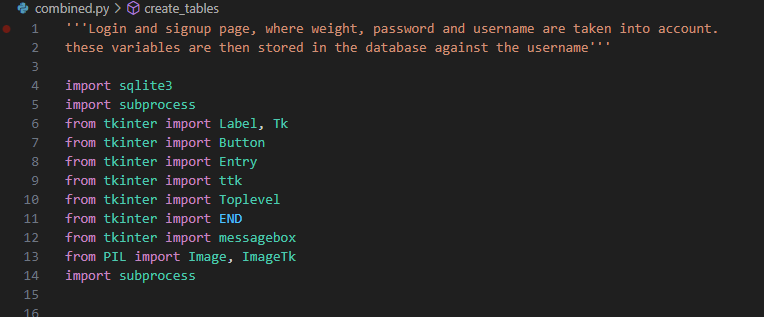 combined.py > create_tables
1 '''Login and signup page, where weight, password and username are taken into account.
2 these variables are then stored in the database against the username'''
3
4 import sqlite3
5 import subprocess
6 from tkinter import Label, Tk
7 from tkinter import Button
8 from tkinter import Entry
9 from tkinter import ttk
10 from tkinter import Toplevel
11 from tkinter import END
12 from tkinter import messagebox
13 from PIL import Image, ImageTk
14 import subprocess
15
16